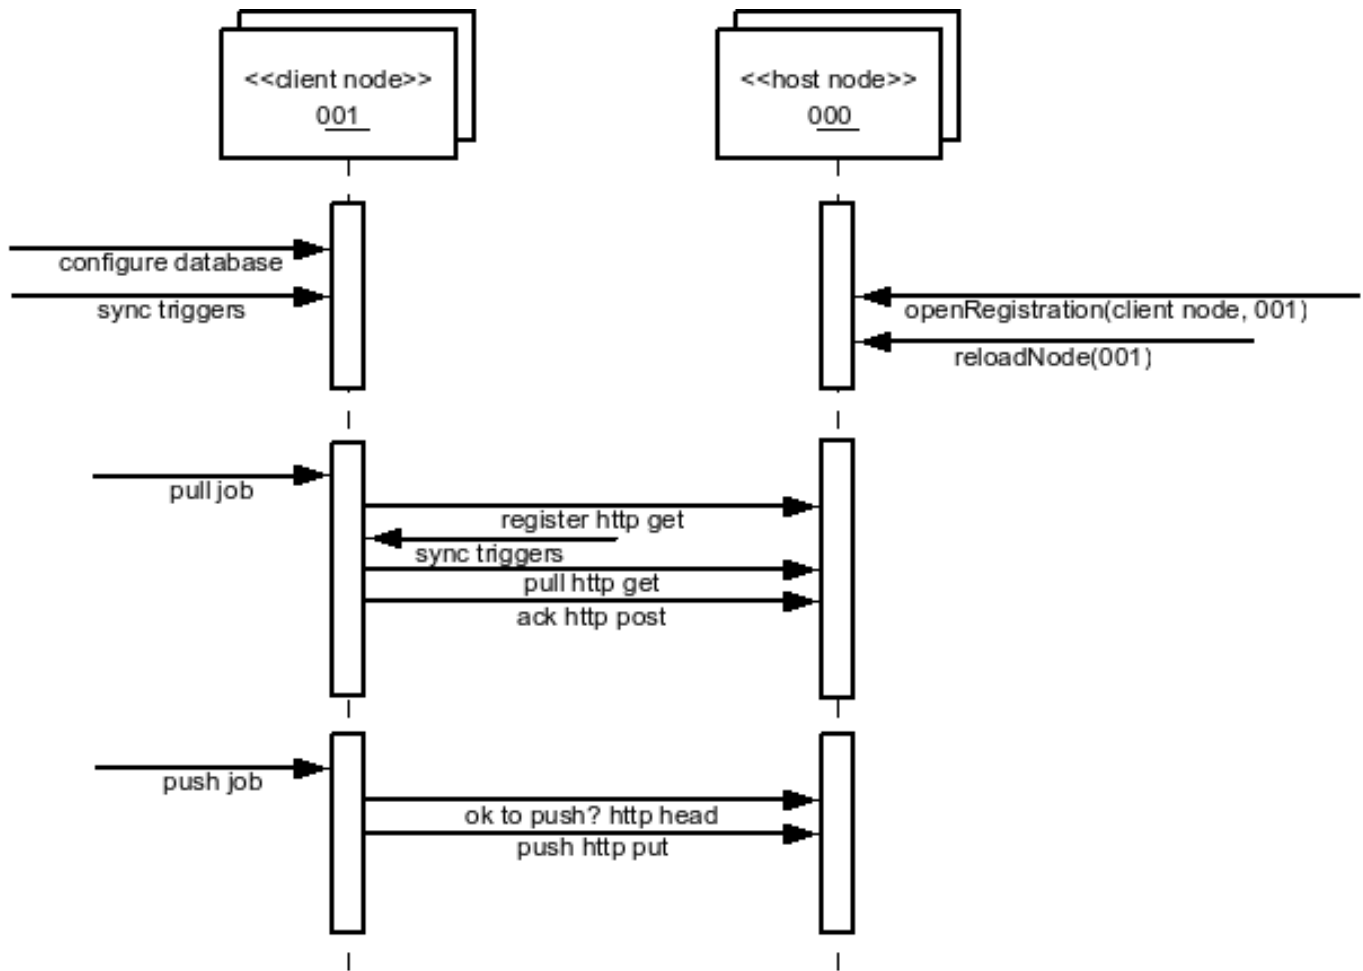 <<client node>>
001
<<host node>>
000
configure database
sync triggers
openRegistration(client node, 001)
reloadNode(001)
pull job
register http get
sync triggers
pull http get
ack http post
push job
ok to push? http head
push http put